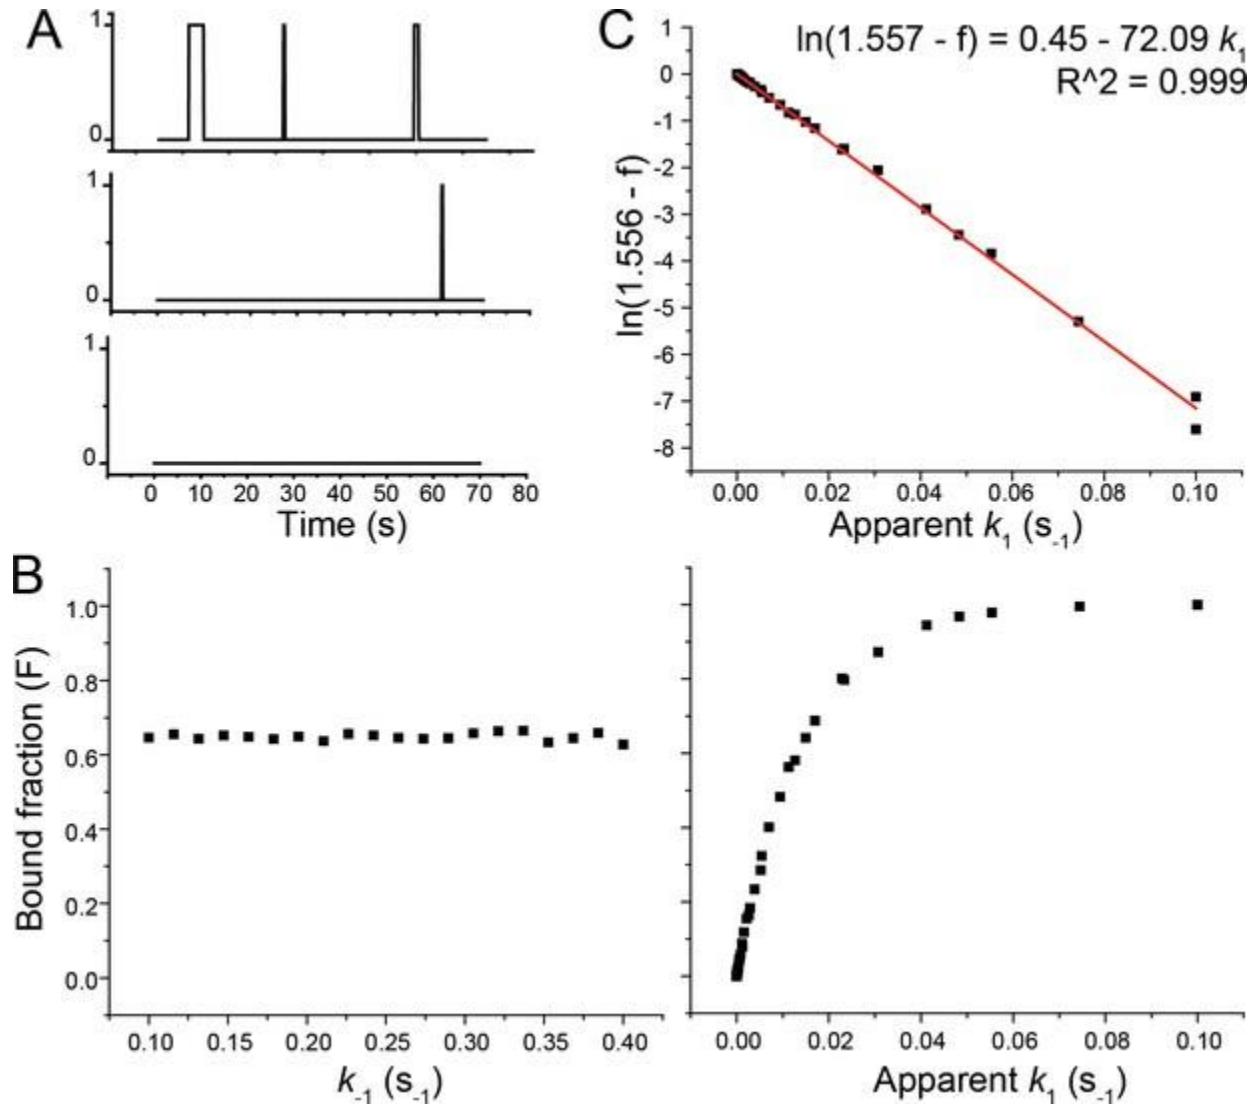 A
1
0
1
0
1
0
0 10 20 30 40 50 60 70 80
Time (s)
C
ln(1.557 - f) = 0.45 - 72.09 k1
R^2 = 0.999
1
0
-1
-2
-3
-4
-5
-6
-7
-8
ln(1.556 - f)
0.00 0.02 0.04 0.06 0.08 0.10
Apparent k1 (s-1)
B
1.0
0.8
0.6
0.4
0.2
0.0
Bound fraction (F)
0.10 0.15 0.20 0.25 0.30 0.35 0.40
k-1 (s-1)
0.00 0.02 0.04 0.06 0.08 0.10
Apparent k1 (s-1)